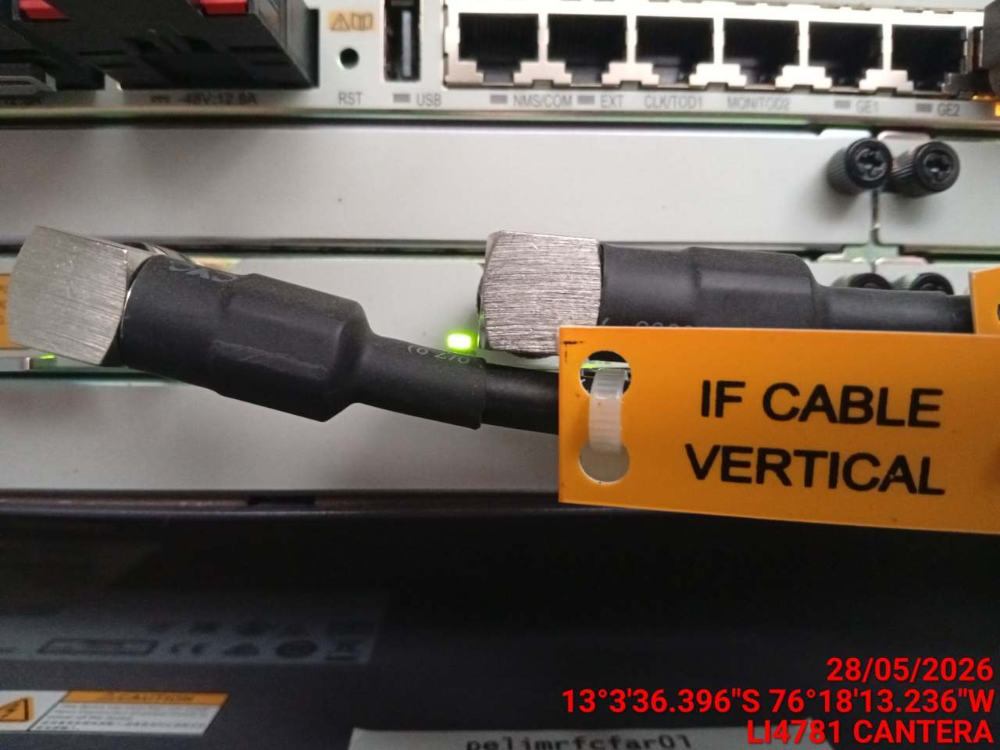 -48V;12.8A
RST
USB
NMS/COM
EXT
CLK/TOD1
MON/TOD2
GE1
GE2
IF CABLE
VERTICAL
CAUTION
28/05/2026
13°3'36.396"S 76°18'13.236"W
LI4781 CANTERA
pelimrfcfar01